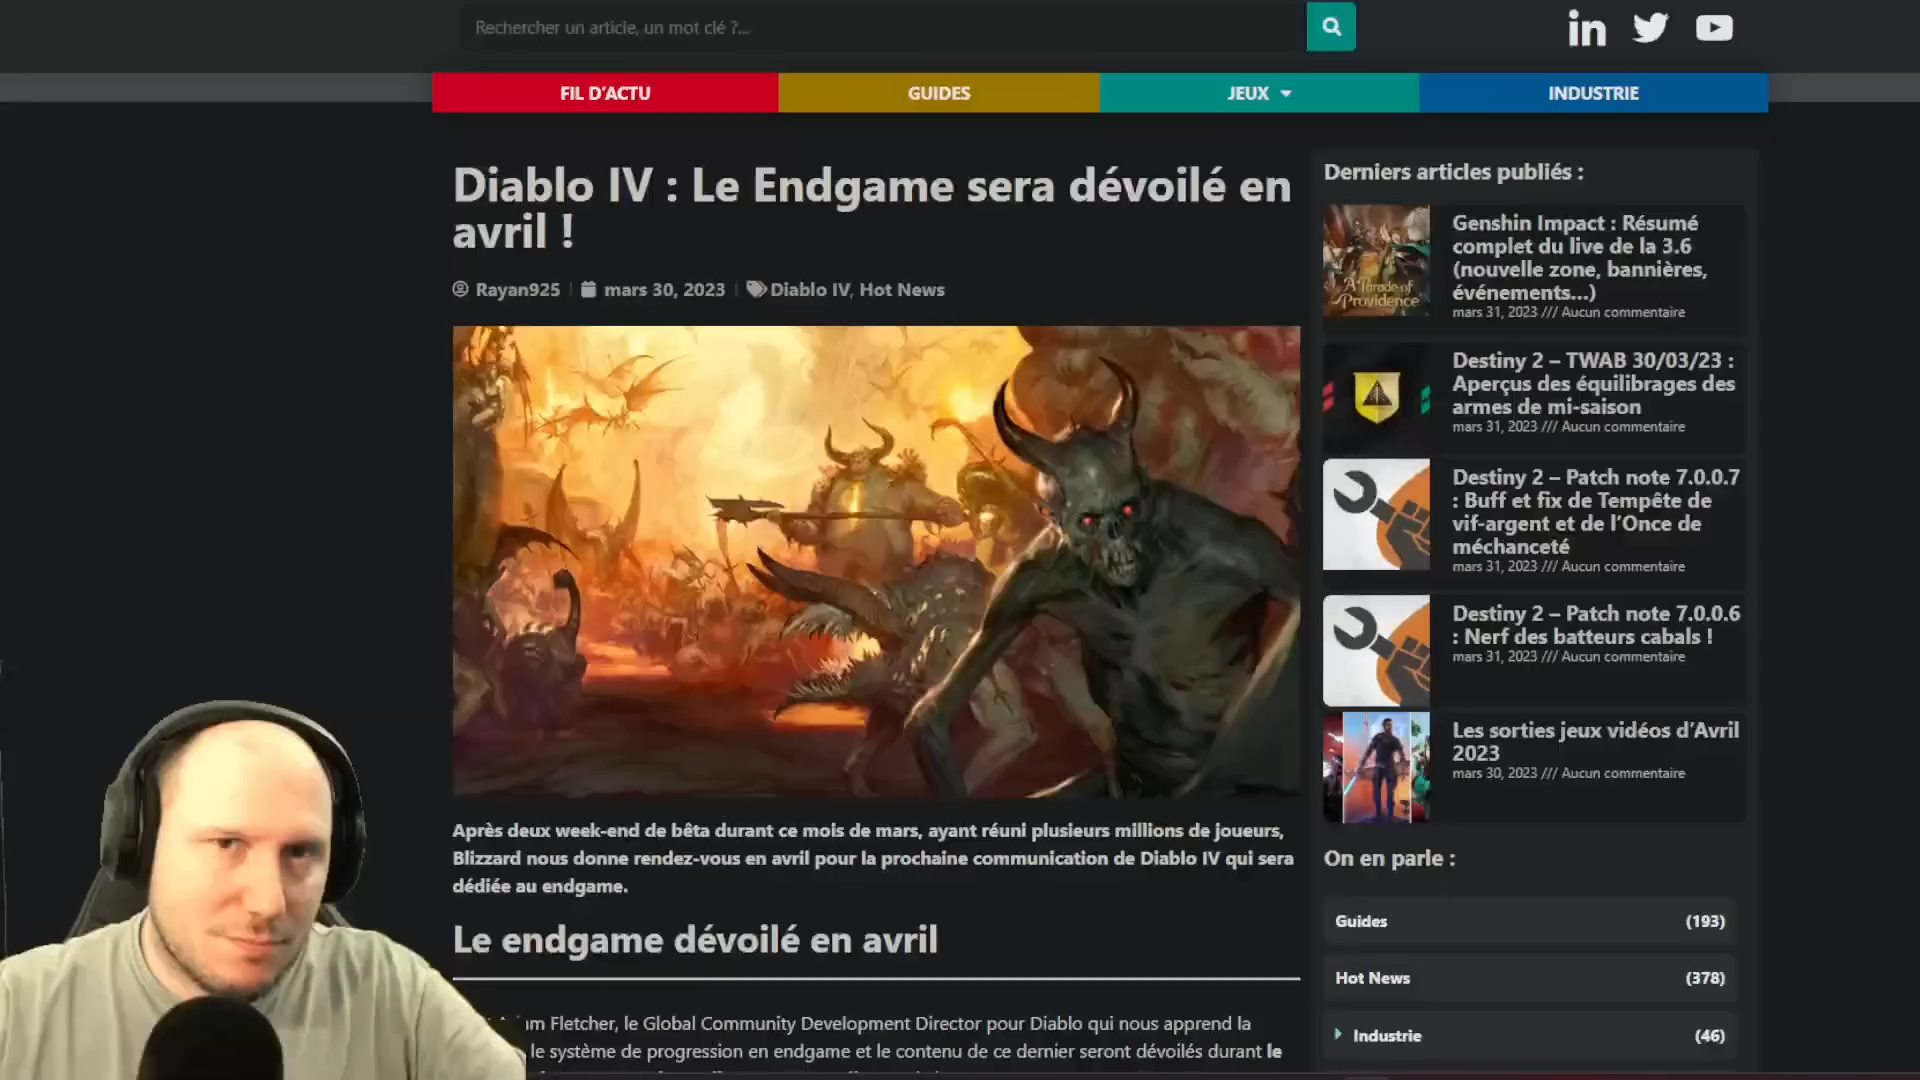 Rechercher un article, un mot clé ?...
in
FIL D'ACTU
GUIDES
JEUX
INDUSTRIE
Diablo IV : Le Endgame sera dévoilé en
avril !
Rayan925
mars 30, 2023
Diablo IV, Hot News
Après deux week-end de bêta durant ce mois de mars, ayant réuni plusieurs millions de joueurs,
Blizzard nous donne rendez-vous en avril pour la prochaine communication de Diablo IV qui sera
dédiée au endgame.
Le endgame dévoilé en avril
Fletcher, le Global Community Development Director pour Diablo qui nous apprend la
le système de progression en endgame et le contenu de ce dernier seront dévoilés durant le
Derniers articles publiés :
A Parade of
Providence
Genshin Impact : Résumé
complet du live de la 3.6
(nouvelle zone, bannières,
événements...)
mars 31, 2023 /// Aucun commentaire
Destiny 2 – TWAB 30/03/23 :
Aperçus des équilibrages des
armes de mi-saison
mars 31, 2023 /// Aucun commentaire
Destiny 2 – Patch note 7.0.0.7
: Buff et fix de Tempête de
vif-argent et de l'Once de
méchanceté
mars 31, 2023 /// Aucun commentaire
Destiny 2 – Patch note 7.0.0.6
: Nerf des batteurs cabals !
mars 31, 2023 /// Aucun commentaire
Les sorties jeux vidéos d'Avril
2023
mars 30, 2023 /// Aucun commentaire
On en parle :
Guides (193)
Hot News (378)
Industrie (46)